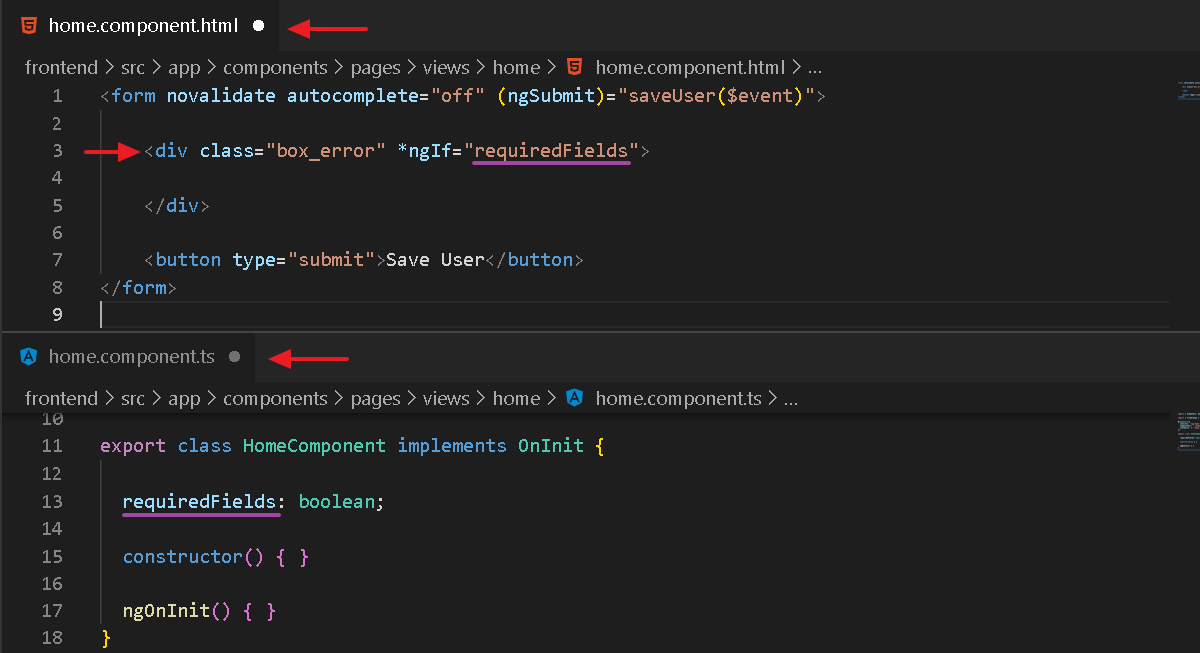 home.component.html
frontend > src > app > components > pages > views > home > home.component.html > ...
1 <form novalidate autocomplete="off" (ngSubmit)="saveUser($event)">
2
3 <div class="box_error" *ngIf="requiredFields">
4
5 </div>
6
7 <button type="submit">Save User</button>
8 </form>
9
home.component.ts
frontend > src > app > components > pages > views > home > home.component.ts > ...
10
11 export class HomeComponent implements OnInit {
12
13 requiredFields: boolean;
14
15 constructor() { }
16
17 ngOnInit() { }
18 }